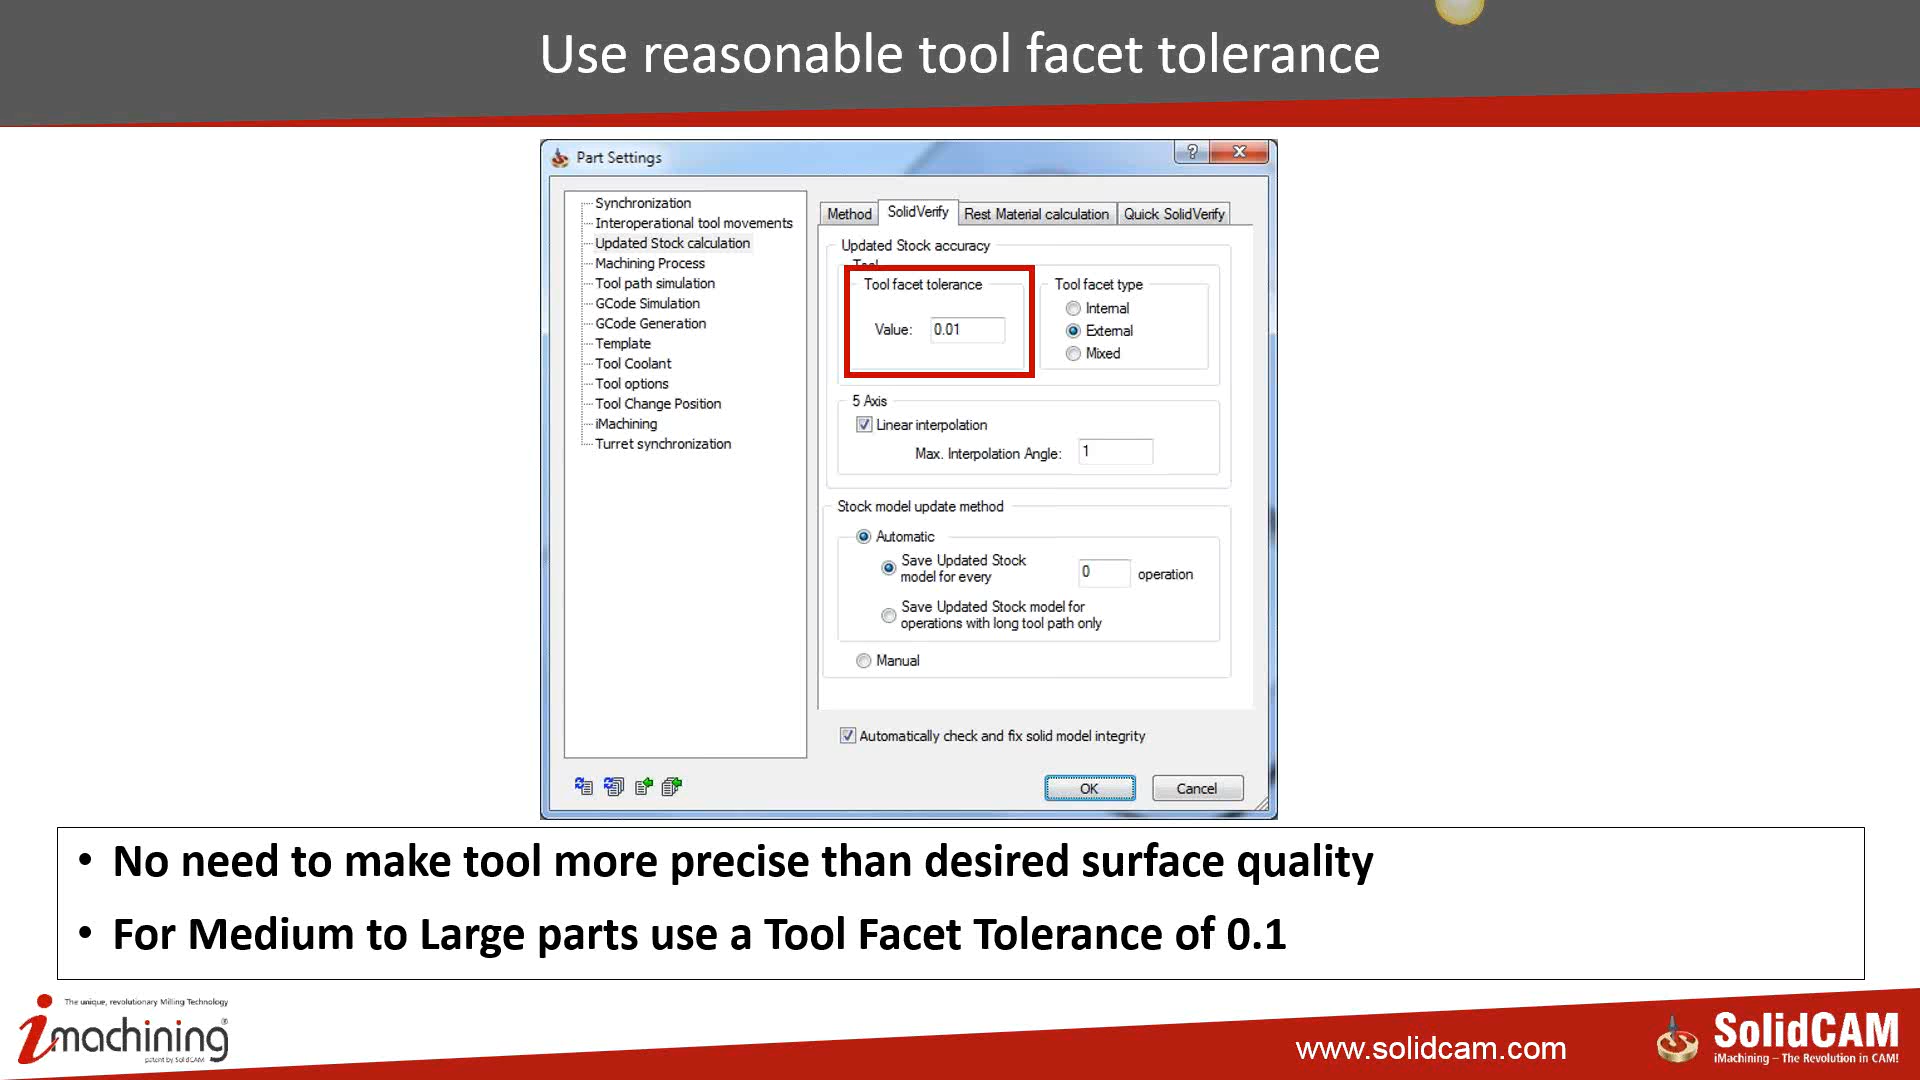 Use reasonable tool facet tolerance
Part Settings
?
Synchronization
Interoperational tool movements
Updated Stock calculation
Machining Process
Tool path simulation
GCode Simulation
GCode Generation
Template
Tool Coolant
Tool options
Tool Change Position
iMachining
Turret synchronization
Method SolidVerify Rest Material calculation Quick SolidVerify
Updated Stock accuracy
Tool
Tool facet tolerance
Value: 0.01
Tool facet type
Internal
External
Mixed
5 Axis
Linear interpolation
Max. Interpolation Angle: 1
Stock model update method
Automatic
Save Updated Stock
model for every 0 operation
Save Updated Stock model for
operations with long tool path only
Manual
Automatically check and fix solid model integrity
OK Cancel
• No need to make tool more precise than desired surface quality
• For Medium to Large parts use a Tool Facet Tolerance of 0.1
The unique, revolutionary Milling Technology
imachining®
patent by SolidCAM
www.solidcam.com
SolidCAM
iMachining – The Revolution in CAM!